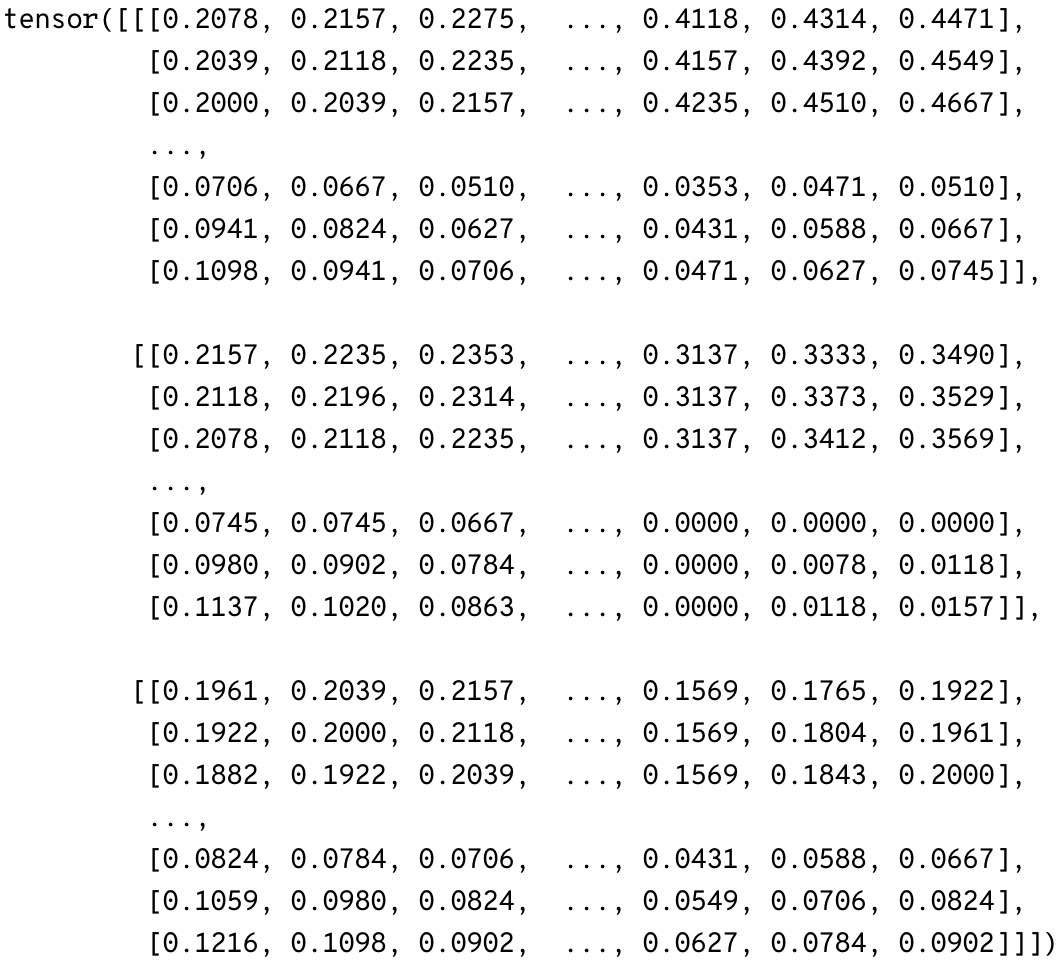 tensor([[[0.2078, 0.2157, 0.2275,  ..., 0.4118, 0.4314, 0.4471],
         [0.2039, 0.2118, 0.2235,  ..., 0.4157, 0.4392, 0.4549],
         [0.2000, 0.2039, 0.2157,  ..., 0.4235, 0.4510, 0.4667],
         ...,
         [0.0706, 0.0667, 0.0510,  ..., 0.0353, 0.0471, 0.0510],
         [0.0941, 0.0824, 0.0627,  ..., 0.0431, 0.0588, 0.0667],
         [0.1098, 0.0941, 0.0706,  ..., 0.0471, 0.0627, 0.0745]],

        [[0.2157, 0.2235, 0.2353,  ..., 0.3137, 0.3333, 0.3490],
         [0.2118, 0.2196, 0.2314,  ..., 0.3137, 0.3373, 0.3529],
         [0.2078, 0.2118, 0.2235,  ..., 0.3137, 0.3412, 0.3569],
         ...,
         [0.0745, 0.0745, 0.0667,  ..., 0.0000, 0.0000, 0.0000],
         [0.0980, 0.0902, 0.0784,  ..., 0.0000, 0.0078, 0.0118],
         [0.1137, 0.1020, 0.0863,  ..., 0.0000, 0.0118, 0.0157]],

        [[0.1961, 0.2039, 0.2157,  ..., 0.1569, 0.1765, 0.1922],
         [0.1922, 0.2000, 0.2118,  ..., 0.1569, 0.1804, 0.1961],
         [0.1882, 0.1922, 0.2039,  ..., 0.1569, 0.1843, 0.2000],
         ...,
         [0.0824, 0.0784, 0.0706,  ..., 0.0431, 0.0588, 0.0667],
         [0.1059, 0.0980, 0.0824,  ..., 0.0549, 0.0706, 0.0824],
         [0.1216, 0.1098, 0.0902,  ..., 0.0627, 0.0784, 0.0902]]])